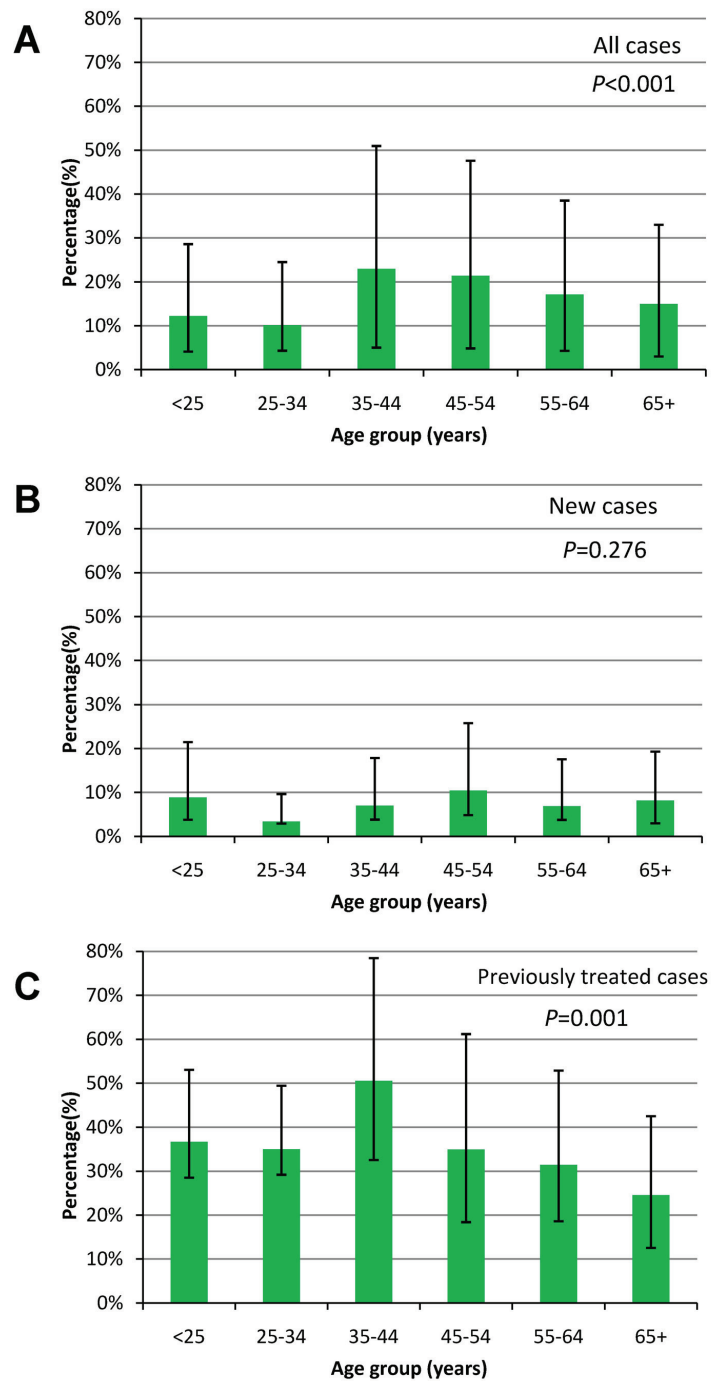 A
All cases
P<0.001
80%
70%
60%
50%
40%
30%
20%
10%
0%
Percentage(%)
<25 25-34 35-44 45-54 55-64 65+
Age group (years)
B
New cases
P=0.276
80%
70%
60%
50%
40%
30%
20%
10%
0%
Percentage(%)
<25 25-34 35-44 45-54 55-64 65+
Age group (years)
C
Previously treated cases
P=0.001
80%
70%
60%
50%
40%
30%
20%
10%
0%
Percentage(%)
<25 25-34 35-44 45-54 55-64 65+
Age group (years)